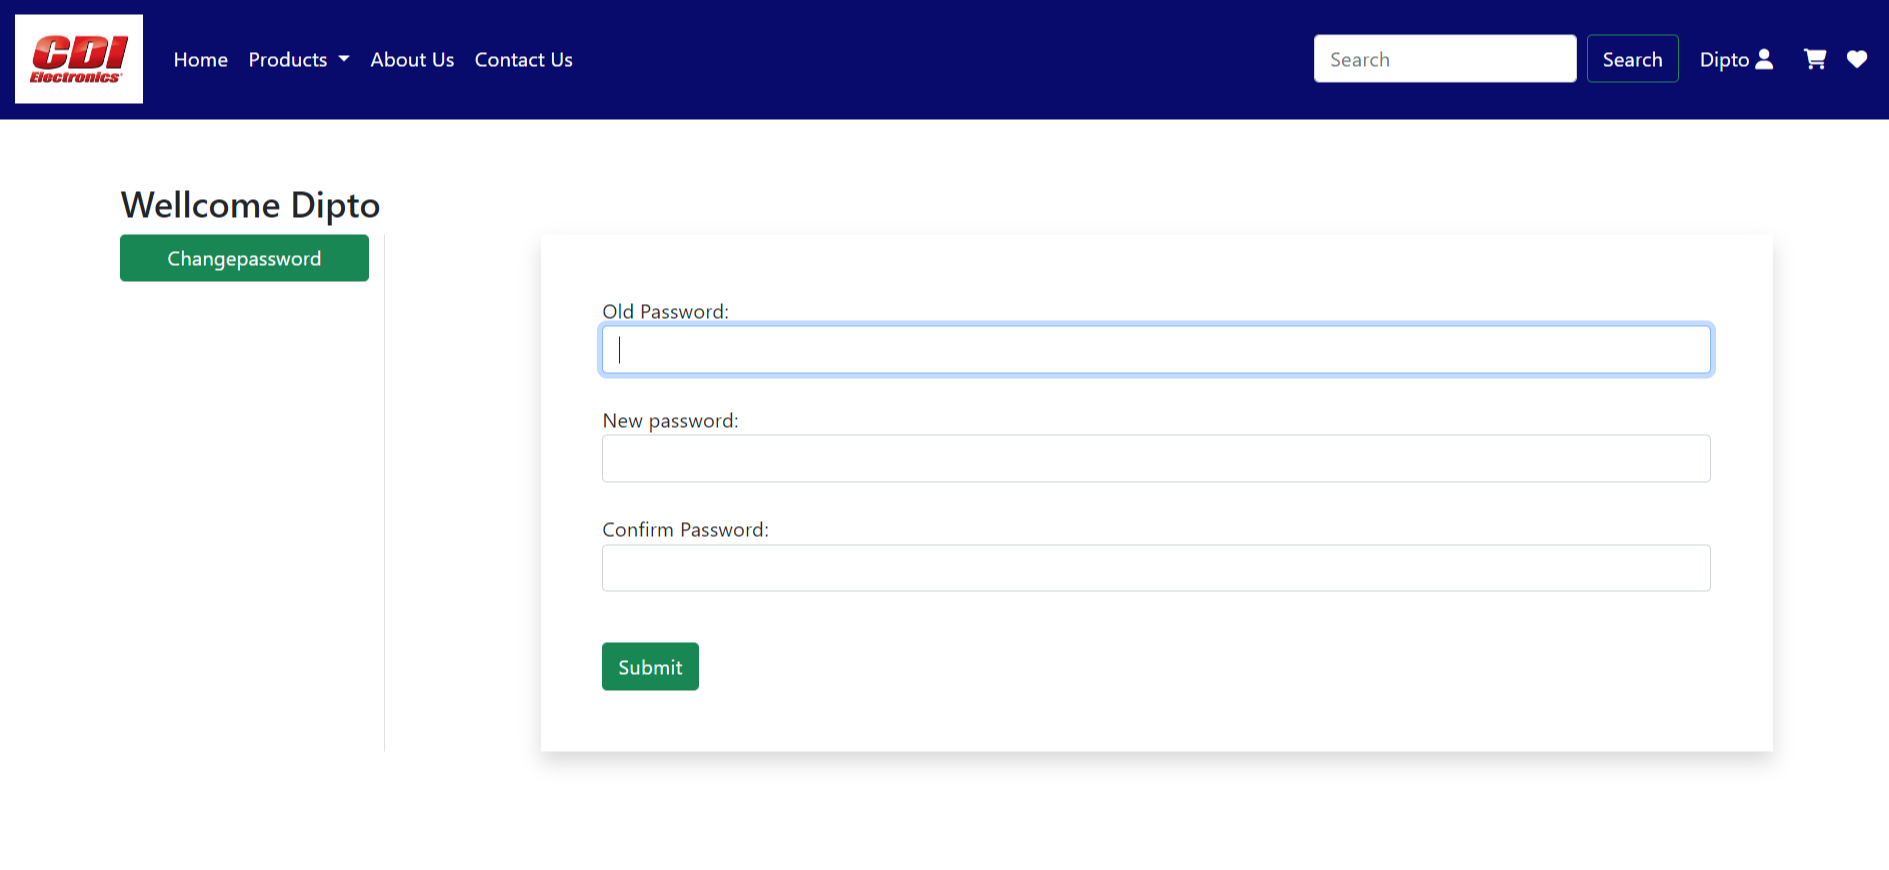 CDI
Electronics
Home Products About Us Contact Us Search Search Dipto
Wellcome Dipto
Changepassword
Old Password:
New password:
Confirm Password:
Submit